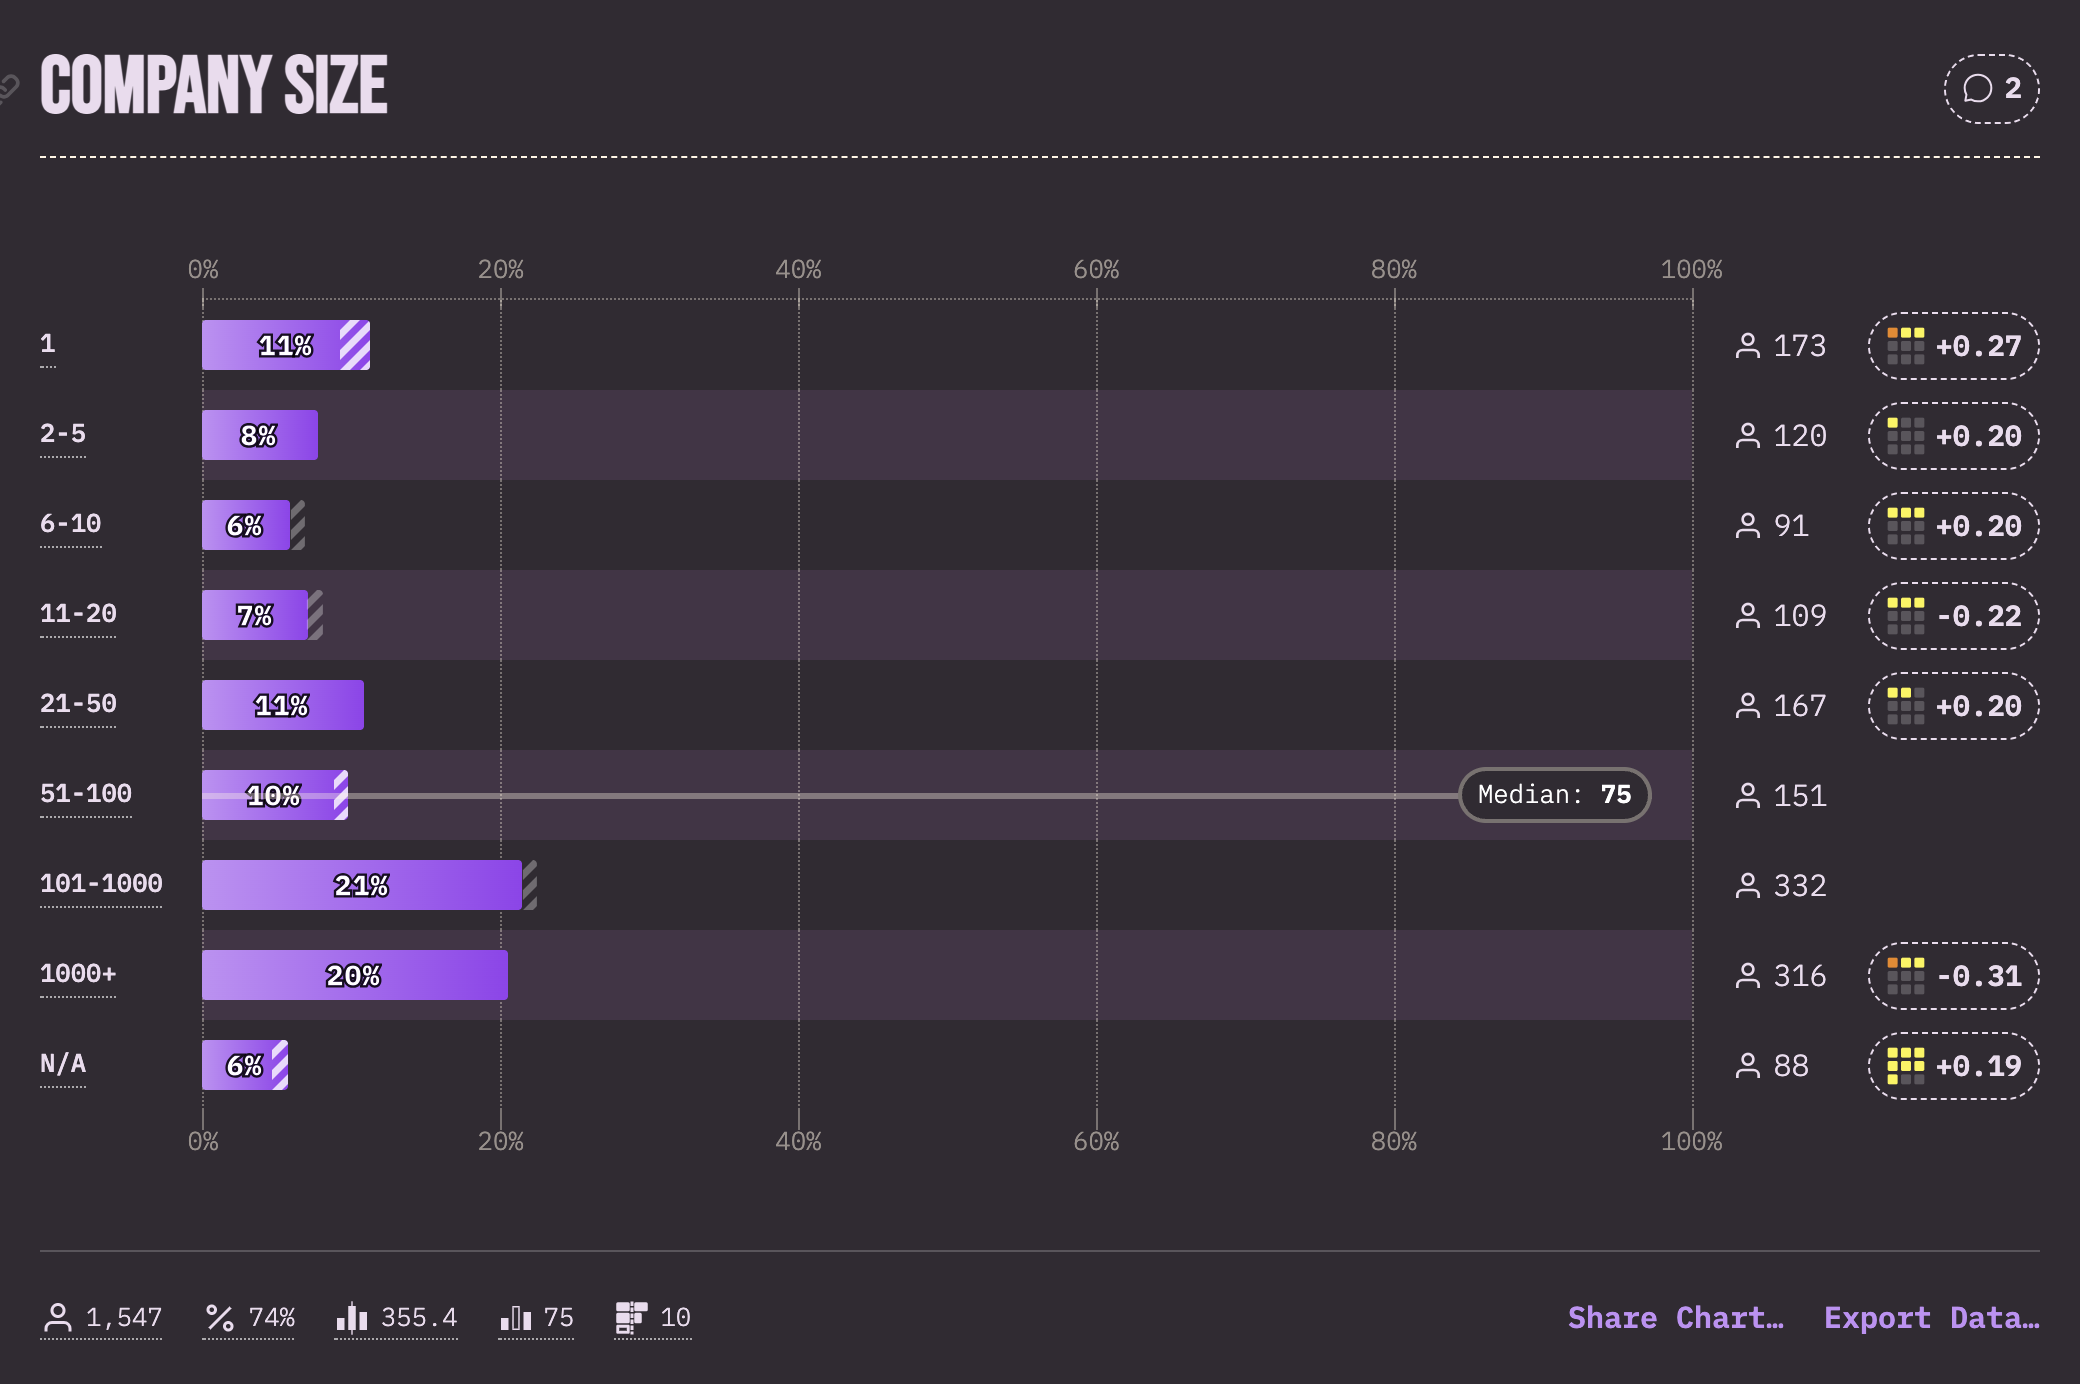 COMPANY SIZE
2
0% 20% 40% 60% 80% 100%
1 11% 173 +0.27
2-5 8% 120 +0.20
6-10 6% 91 +0.20
11-20 7% 109 -0.22
21-50 11% 167 +0.20
51-100 10% Median: 75 151
101-1000 21% 332
1000+ 20% 316 -0.31
N/A 6% 88 +0.19
0% 20% 40% 60% 80% 100%
1,547 74% 355.4 75 10 Share Chart… Export Data…